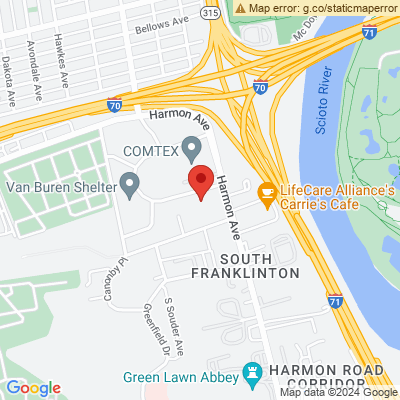 Map error: g.co/staticmaperror
315
Bellows Ave
Mc Dow
71
Dakota Ave
Avondale Ave
Hawkes Ave
70
70
Harmon Ave
Scioto River
COMTEX
Van Buren Shelter
Harmon Ave
LifeCare Alliance's
Carrie's Cafe
SOUTH
FRANKLINTON
Canonby Pl
Greenfield Dr
S Souder Ave
71
Green Lawn Abbey
HARMON ROAD
CORRIDOR
Google
Map data ©2024 Google